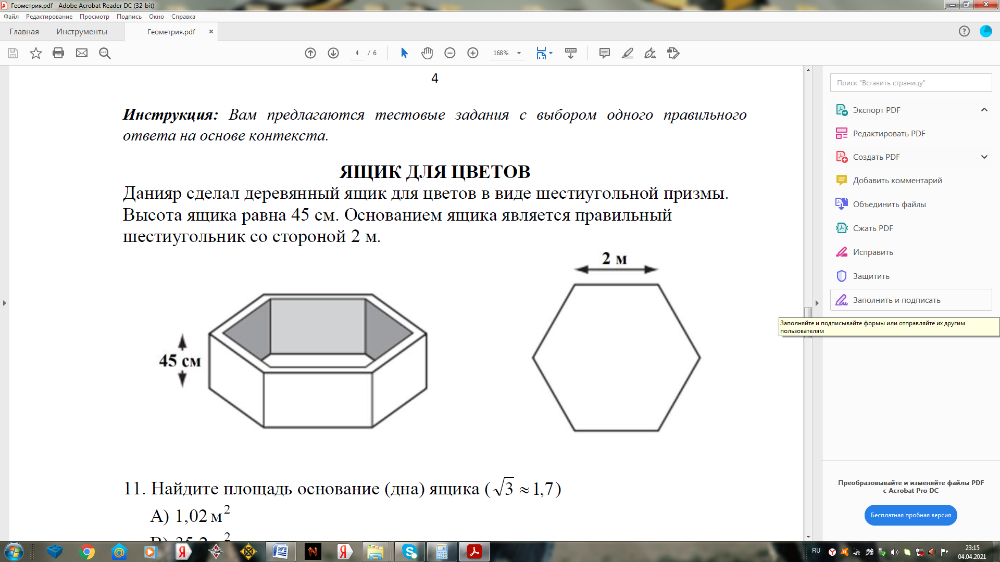 Геометрия.pdf - Adobe Acrobat Reader DC (32-bit)
Файл Редактирование Просмотр Подпись Окно Справка
Главная Инструменты Геометрия.pdf ×
4 / 6 168%
4
Инструкция: Вам предлагаются тестовые задания с выбором одного правильного
ответа на основе контекста.
ЯЩИК ДЛЯ ЦВЕТОВ
Данияр сделал деревянный ящик для цветов в виде шестиугольной призмы.
Высота ящика равна 45 см. Основанием ящика является правильный
шестиугольник со стороной 2 м.
2 м
45 см
11. Найдите площадь основание (дна) ящика (√3 ≈ 1,7)
A) 1,02 м²
Поиск "Вставить страницу"
Экспорт PDF
Редактировать PDF
Создать PDF
Добавить комментарий
Объединить файлы
Сжать PDF
Исправить
Защитить
Заполнить и подписать
Заполняйте и подписывайте формы или отправляйте их другим
пользователям
Преобразовывайте и изменяйте файлы PDF
с Acrobat Pro DC
Бесплатная пробная версия
RU
23:15
04.04.2021